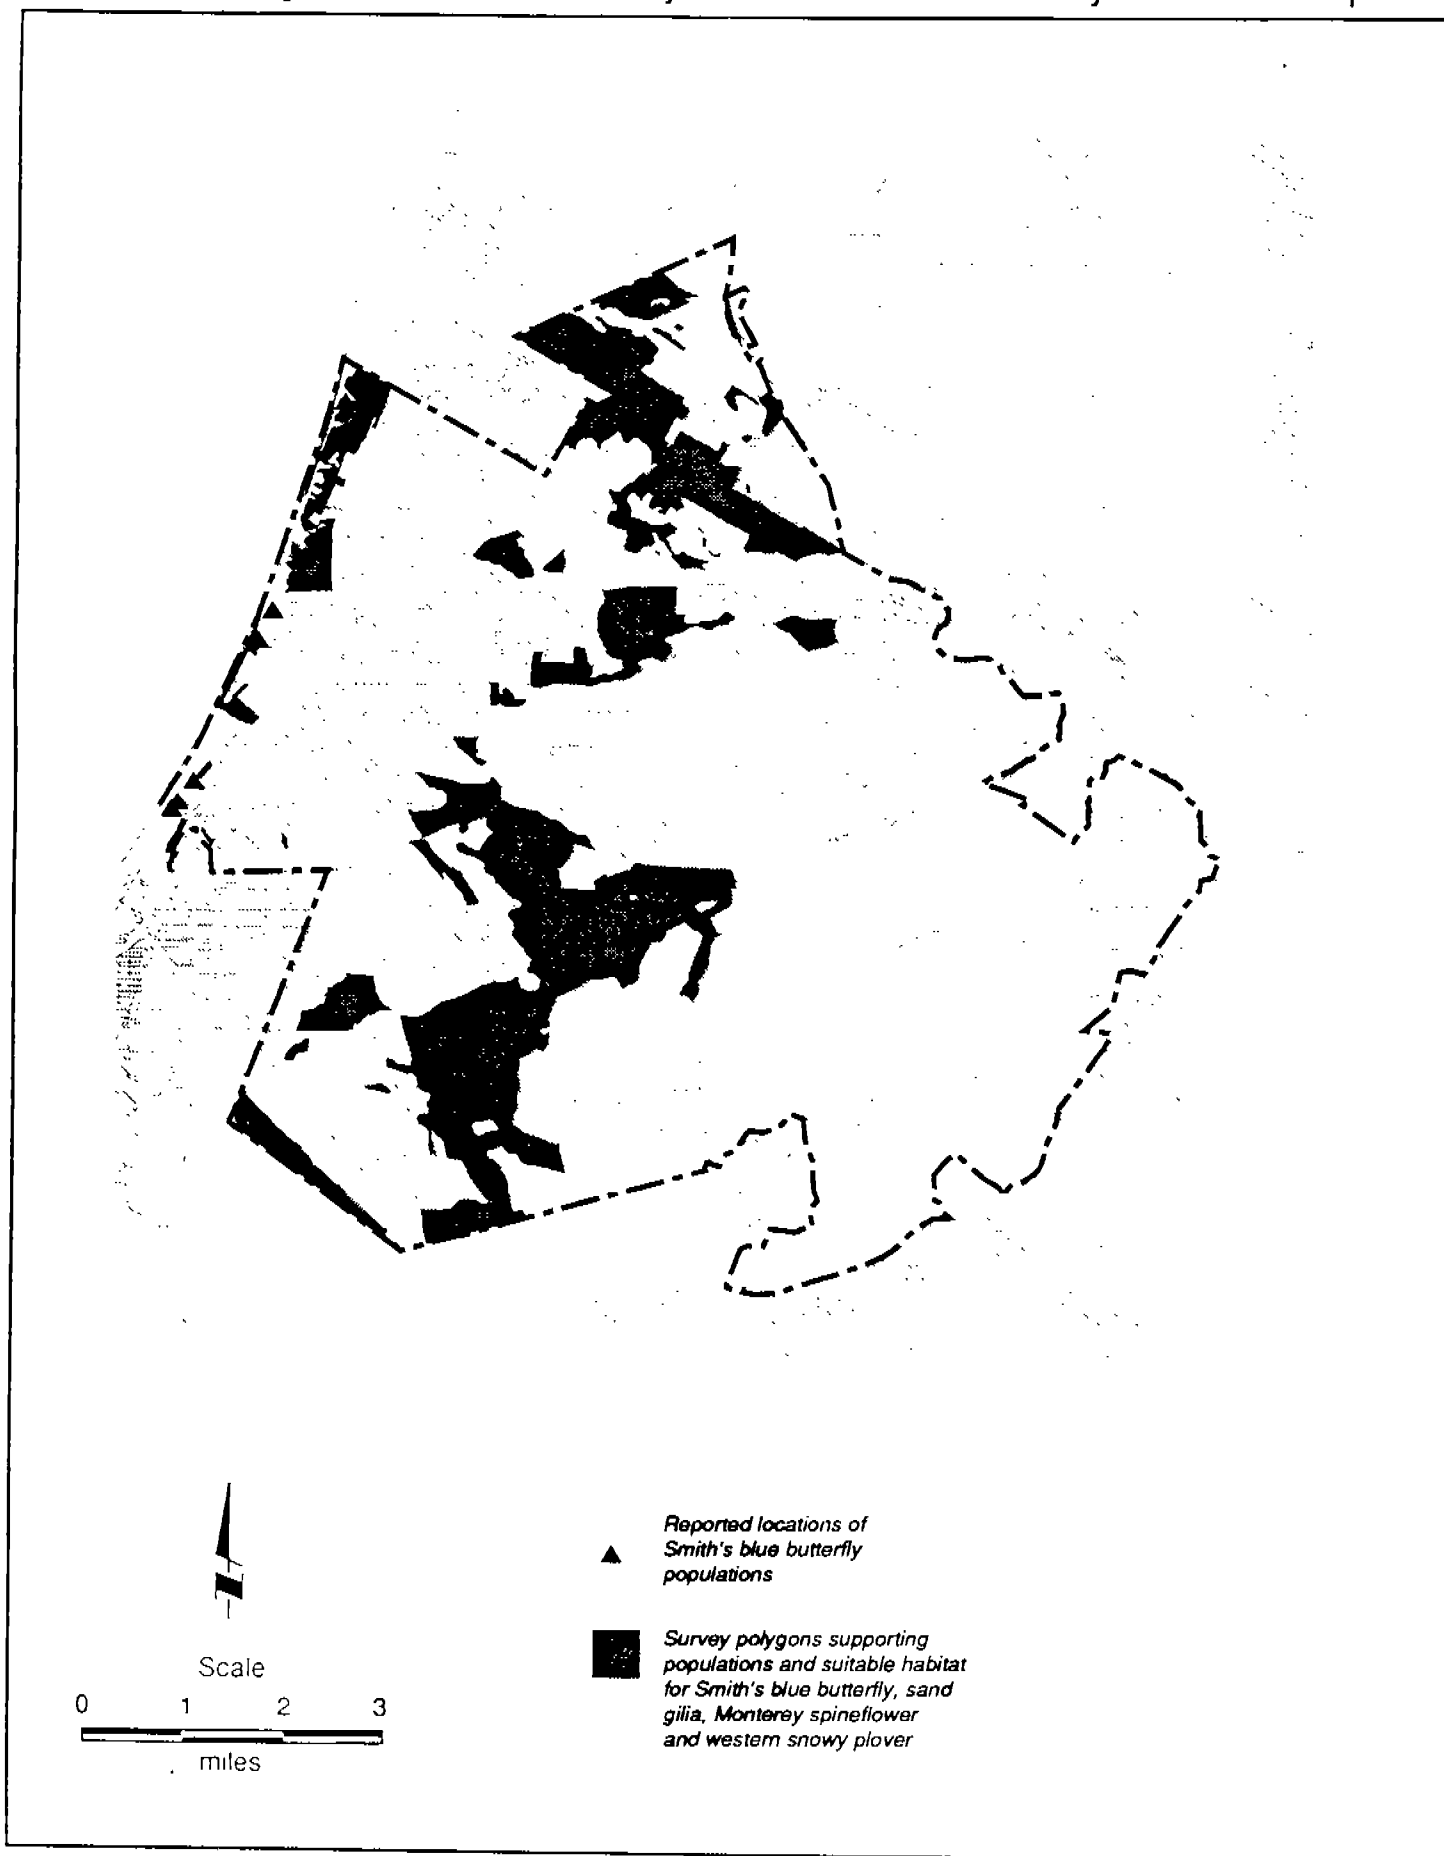 Reported locations of
Smith's blue butterfly
populations
Survey polygons supporting
populations and suitable habitat
for Smith's blue butterfly, sand
gilia, Monterey spineflower
and western snowy plover
Scale
0 1 2 3
miles